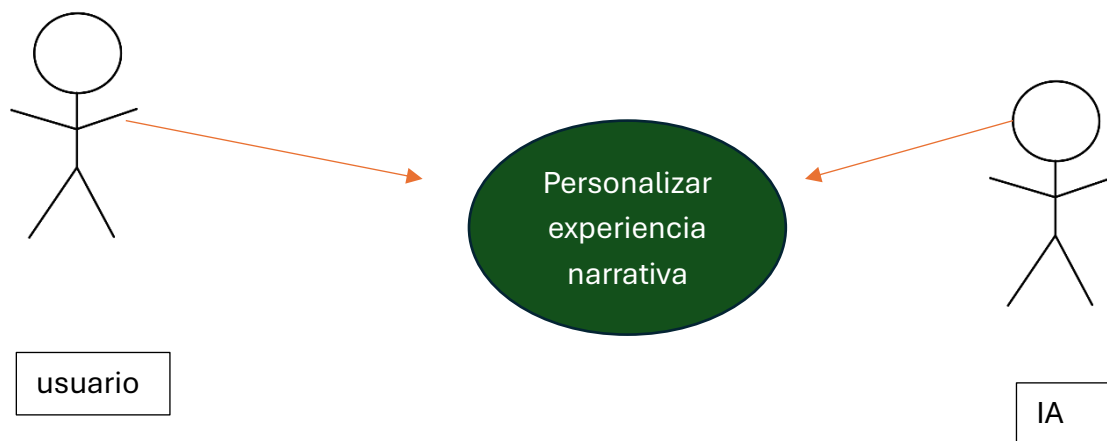 Personalizar
experiencia
narrativa
usuario
IA